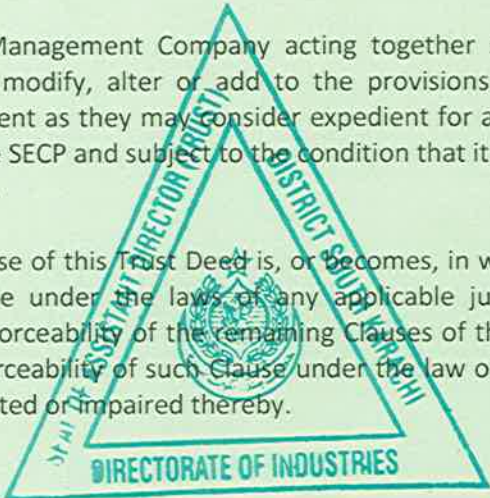 Management Company acting together
modify, alter or add to the provisions
ent as they may consider expedient for a
e SECP and subject to the condition that it
se of this Trust Deed is, or becomes, in w
e under the laws of any applicable ju
orceability of the remaining Clauses of th
rceability of such Clause under the law o
ted or impaired thereby.
SEAL OF ASSISTANT DIRECTOR (TRUST)
DISTRICT SOUTH KARACHI
DIRECTORATE OF INDUSTRIES